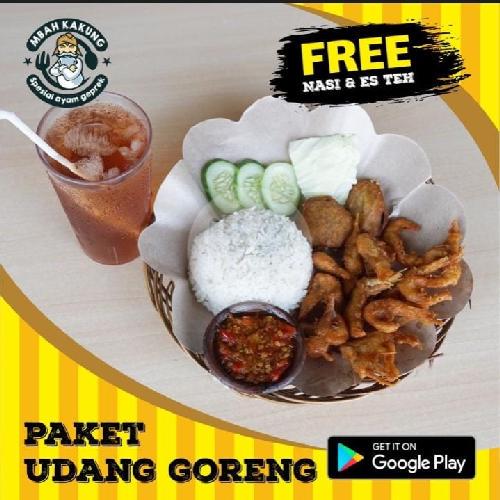 MBAH KAKUNG
Spesial ayam geprek
FREE
NASI & ES TEH
PAKET
UDANG GORENG
GET IT ON
Google Play